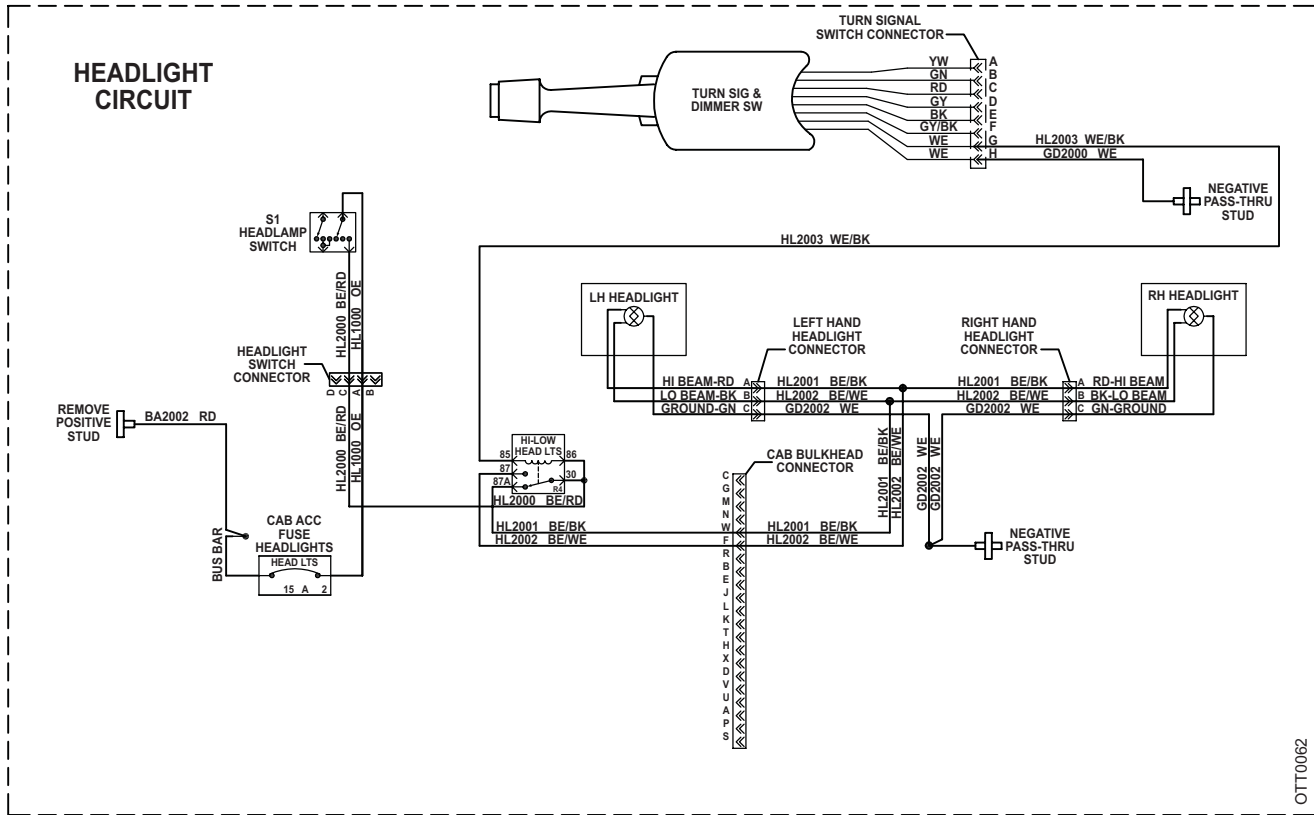 HEADLIGHT
CIRCUIT
TURN SIGNAL
SWITCH CONNECTOR
TURN SIG &
DIMMER SW
YW A
GN B
RD C
GY D
BK E
GY/BK F
WE G HL2003 WE/BK
WE H GD2000 WE
NEGATIVE
PASS-THRU
STUD
S1
HEADLAMP
SWITCH
HL2003 WE/BK
HL2000 BE/RD
HL1000 OE
LH HEADLIGHT
RH HEADLIGHT
LEFT HAND
HEADLIGHT
CONNECTOR
RIGHT HAND
HEADLIGHT
CONNECTOR
HEADLIGHT
SWITCH
CONNECTOR
D C A B
HI BEAM-RD A HL2001 BE/BK HL2001 BE/BK A RD-HI BEAM
LO BEAM-BK B HL2002 BE/WE HL2002 BE/WE B BK-LO BEAM
GROUND-GN C GD2002 WE GD2002 WE C GN-GROUND
REMOVE
POSITIVE
STUD
BA2002 RD
HL2000 BE/RD
HL1000 OE
HI-LOW
HEAD LTS
85 86
87 30
87A R4
HL2000 BE/RD
CAB BULKHEAD
CONNECTOR
HL2001 BE/BK
HL2002 BE/WE
GD2002 WE
GD2002 WE
C
G
M
N
HL2001 BE/BK W HL2001 BE/BK
HL2002 BE/WE F HL2002 BE/WE
R
B
E
J
L
K
T
H
X
D
V
U
A
P
S
NEGATIVE
PASS-THRU
STUD
BUS BAR
CAB ACC
FUSE
HEADLIGHTS
HEAD LTS
15 A 2
OTT0062